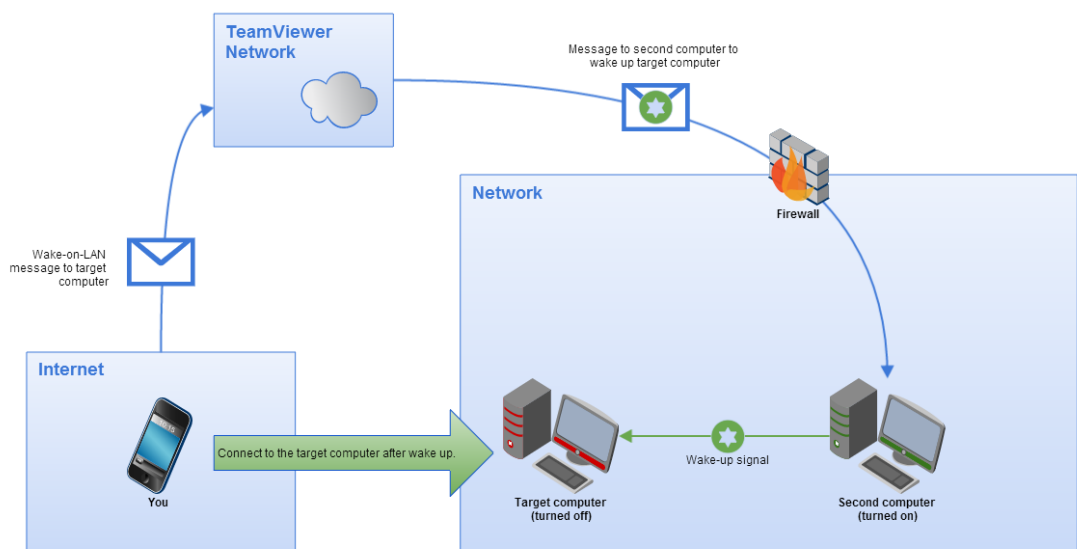 TeamViewer
Network
Message to second computer to
wake up target computer
Network
Firewall
Wake-on-LAN
message to target
computer
Internet
Connect to the target computer after wake up.
Wake-up signal
You
Target computer
(turned off)
Second computer
(turned on)